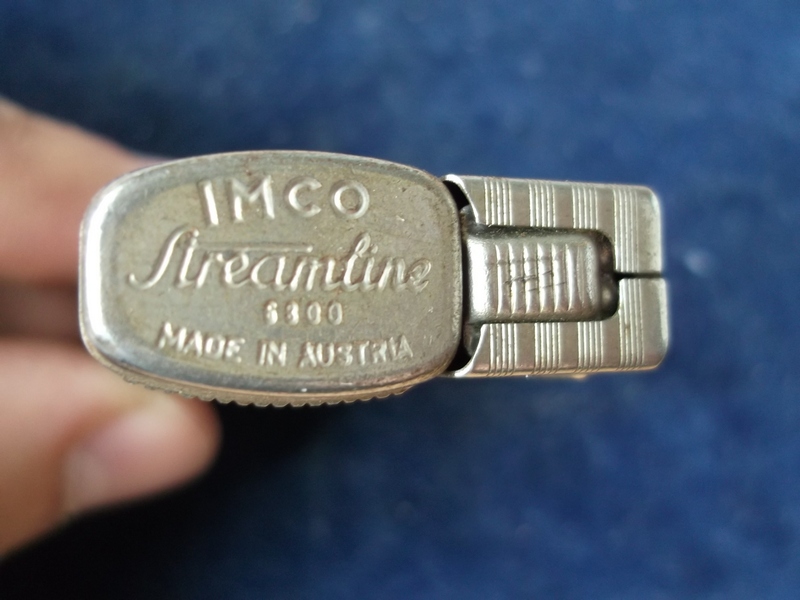 IMCO
Streamline
6800
MADE IN AUSTRIA